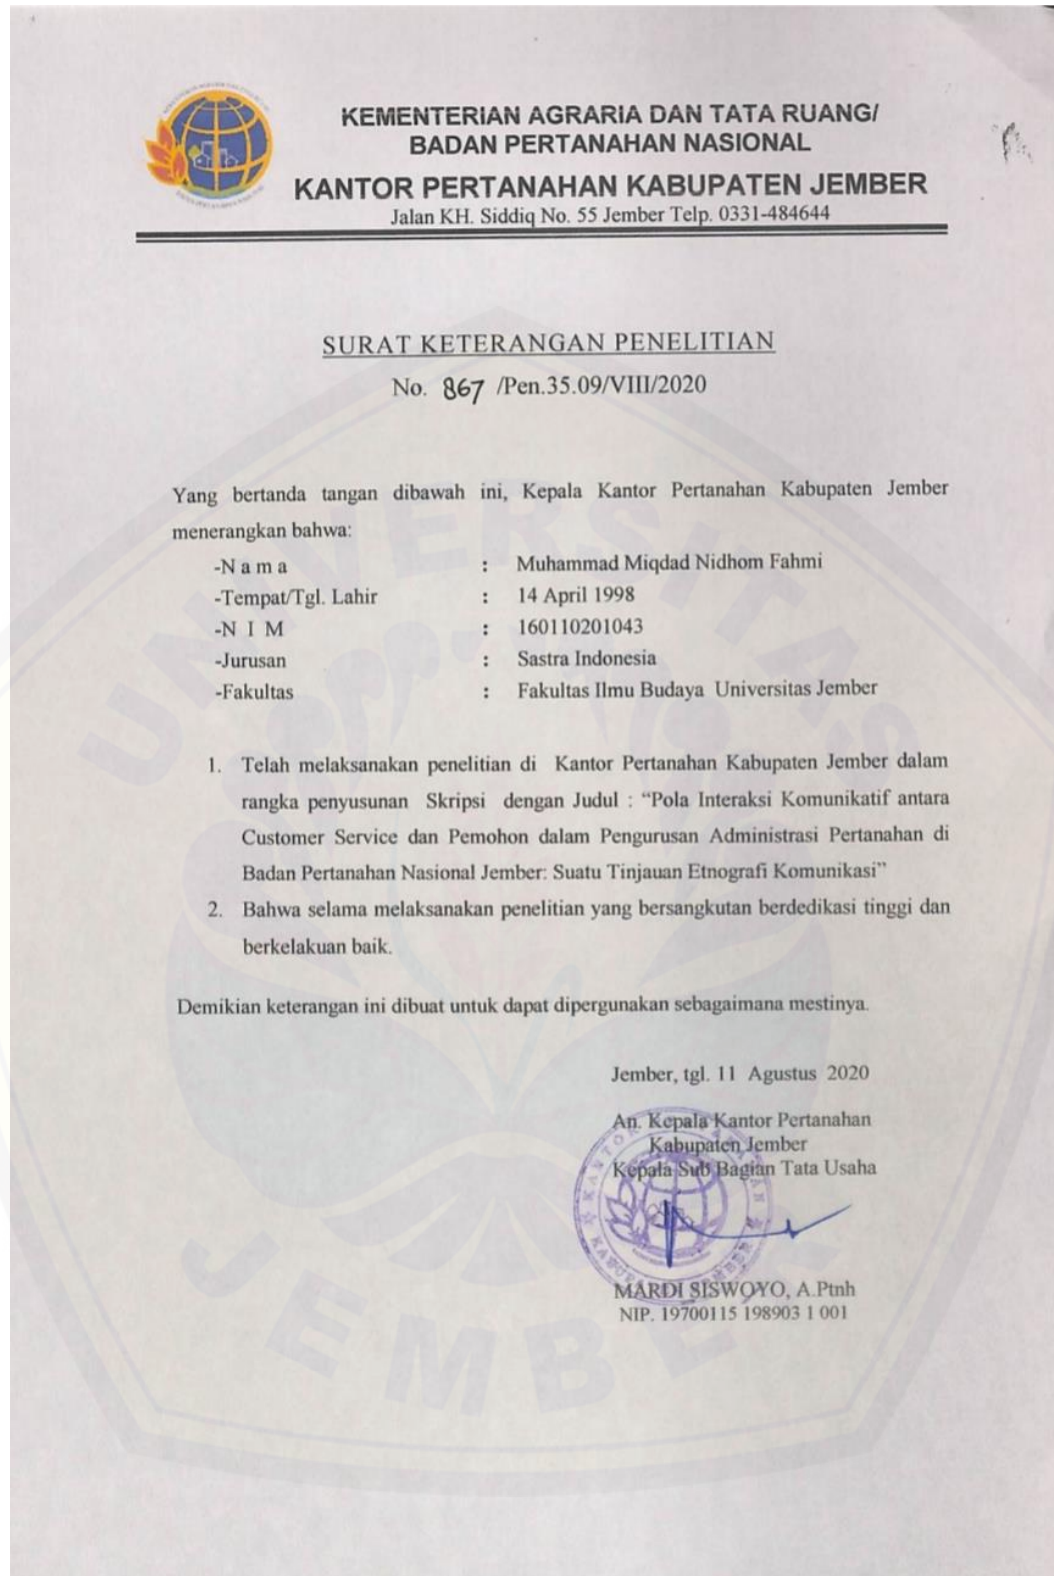 KEMENTERIAN AGRARIA DAN TATA RUANG/
BADAN PERTANAHAN NASIONAL
KANTOR PERTANAHAN KABUPATEN JEMBER
Jalan KH. Siddiq No. 55 Jember Telp. 0331-484644
SURAT KETERANGAN PENELITIAN
No. 867 /Pen.35.09/VIII/2020
Yang bertanda tangan dibawah ini, Kepala Kantor Pertanahan Kabupaten Jember
menerangkan bahwa:
-N a m a : Muhammad Miqdad Nidhom Fahmi
-Tempat/Tgl. Lahir : 14 April 1998
-N I M : 160110201043
-Jurusan : Sastra Indonesia
-Fakultas : Fakultas Ilmu Budaya Universitas Jember
1. Telah melaksanakan penelitian di Kantor Pertanahan Kabupaten Jember dalam
rangka penyusunan Skripsi dengan Judul : “Pola Interaksi Komunikatif antara
Customer Service dan Pemohon dalam Pengurusan Administrasi Pertanahan di
Badan Pertanahan Nasional Jember: Suatu Tinjauan Etnografi Komunikasi”
2. Bahwa selama melaksanakan penelitian yang bersangkutan berdedikasi tinggi dan
berkelakuan baik.
Demikian keterangan ini dibuat untuk dapat dipergunakan sebagaimana mestinya.
Jember, tgl. 11 Agustus 2020
An. Kepala Kantor Pertanahan
Kabupaten Jember
Kepala Sub Bagian Tata Usaha
MARDI SISWOYO, A.Ptnh
NIP. 19700115 198903 1 001
UNIVERSITAS
JEMBER